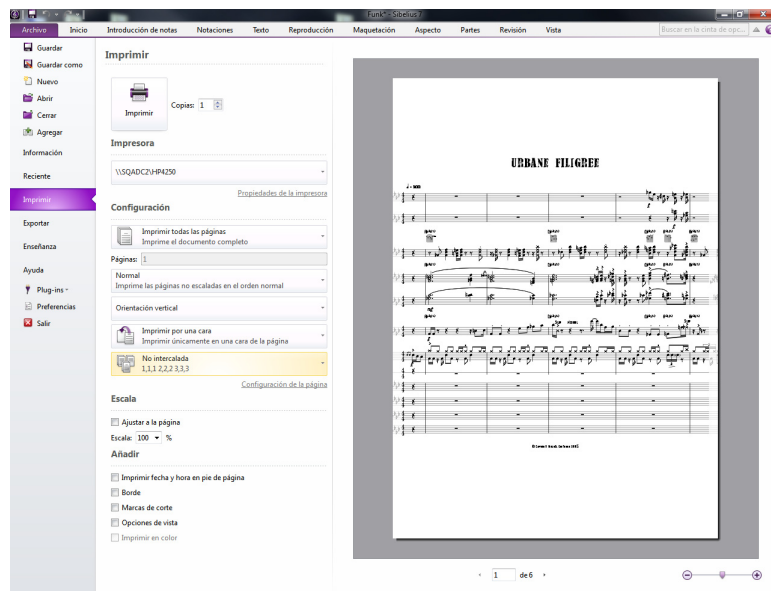 Funk* - Sibelius 7
Archivo Inicio Introducción de notas Notaciones Texto Reproducción Maquetación Aspecto Partes Revisión Vista Buscar en la cinta de opc...
Guardar
Guardar como
Nuevo
Abrir
Cerrar
Agregar
Información
Reciente
Imprimir
Exportar
Enseñanza
Ayuda
Plug-ins
Preferencias
Salir
Imprimir
Imprimir
Copias: 1
Impresora
\\SQADC2\HP4250
Propiedades de la impresora
Configuración
Imprimir todas las páginas
Imprime el documento completo
Páginas: 1
Normal
Imprime las páginas no escaladas en el orden normal
Orientación vertical
Imprimir por una cara
Imprimir únicamente en una cara de la página
No intercalada
1,1,1 2,2,2 3,3,3
Configuración de la página
Escala
Ajustar a la página
Escala: 100 %
Añadir
Imprimir fecha y hora en pie de página
Borde
Marcas de corte
Opciones de vista
Imprimir en color
URBANE FILIGREE
1 de 6